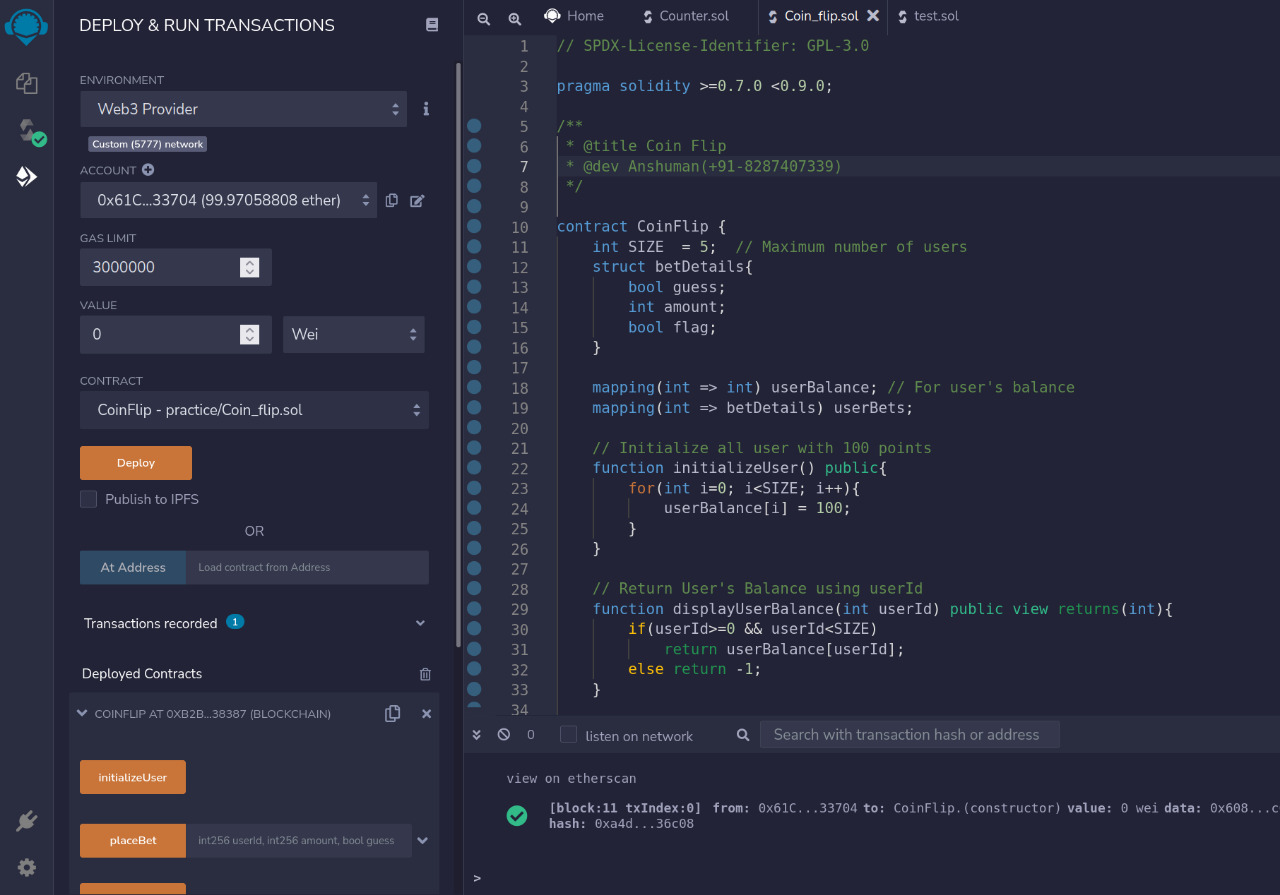 DEPLOY & RUN TRANSACTIONS
ENVIRONMENT
Web3 Provider
Custom (5777) network
ACCOUNT
0x61C...33704 (99.97058808 ether)
GAS LIMIT
3000000
VALUE
0
Wei
CONTRACT
CoinFlip - practice/Coin_flip.sol
Deploy
Publish to IPFS
OR
At Address
Load contract from Address
Transactions recorded 1
Deployed Contracts
COINFLIP AT 0XB2B...38387 (BLOCKCHAIN)
initializeUser
placeBet
int256 userId, int256 amount, bool guess
Home
Counter.sol
Coin_flip.sol
test.sol
1 // SPDX-License-Identifier: GPL-3.0
2
3 pragma solidity >=0.7.0 <0.9.0;
4
5 /**
6 * @title Coin Flip
7 * @dev Anshuman(+91-8287407339)
8 */
9
10 contract CoinFlip {
11 int SIZE  = 5;  // Maximum number of users
12 struct betDetails{
13 bool guess;
14 int amount;
15 bool flag;
16 }
17
18 mapping(int => int) userBalance; // For user's balance
19 mapping(int => betDetails) userBets;
20
21 // Initialize all user with 100 points
22 function initializeUser() public{
23 for(int i=0; i<SIZE; i++){
24 userBalance[i] = 100;
25 }
26 }
27
28 // Return User's Balance using userId
29 function displayUserBalance(int userId) public view returns(int){
30 if(userId>=0 && userId<SIZE)
31 return userBalance[userId];
32 else return -1;
33 }
34
0
listen on network
Search with transaction hash or address
view on etherscan
[block:11 txIndex:0] from: 0x61C...33704 to: CoinFlip.(constructor) value: 0 wei data: 0x608...c
hash: 0xa4d...36c08
>